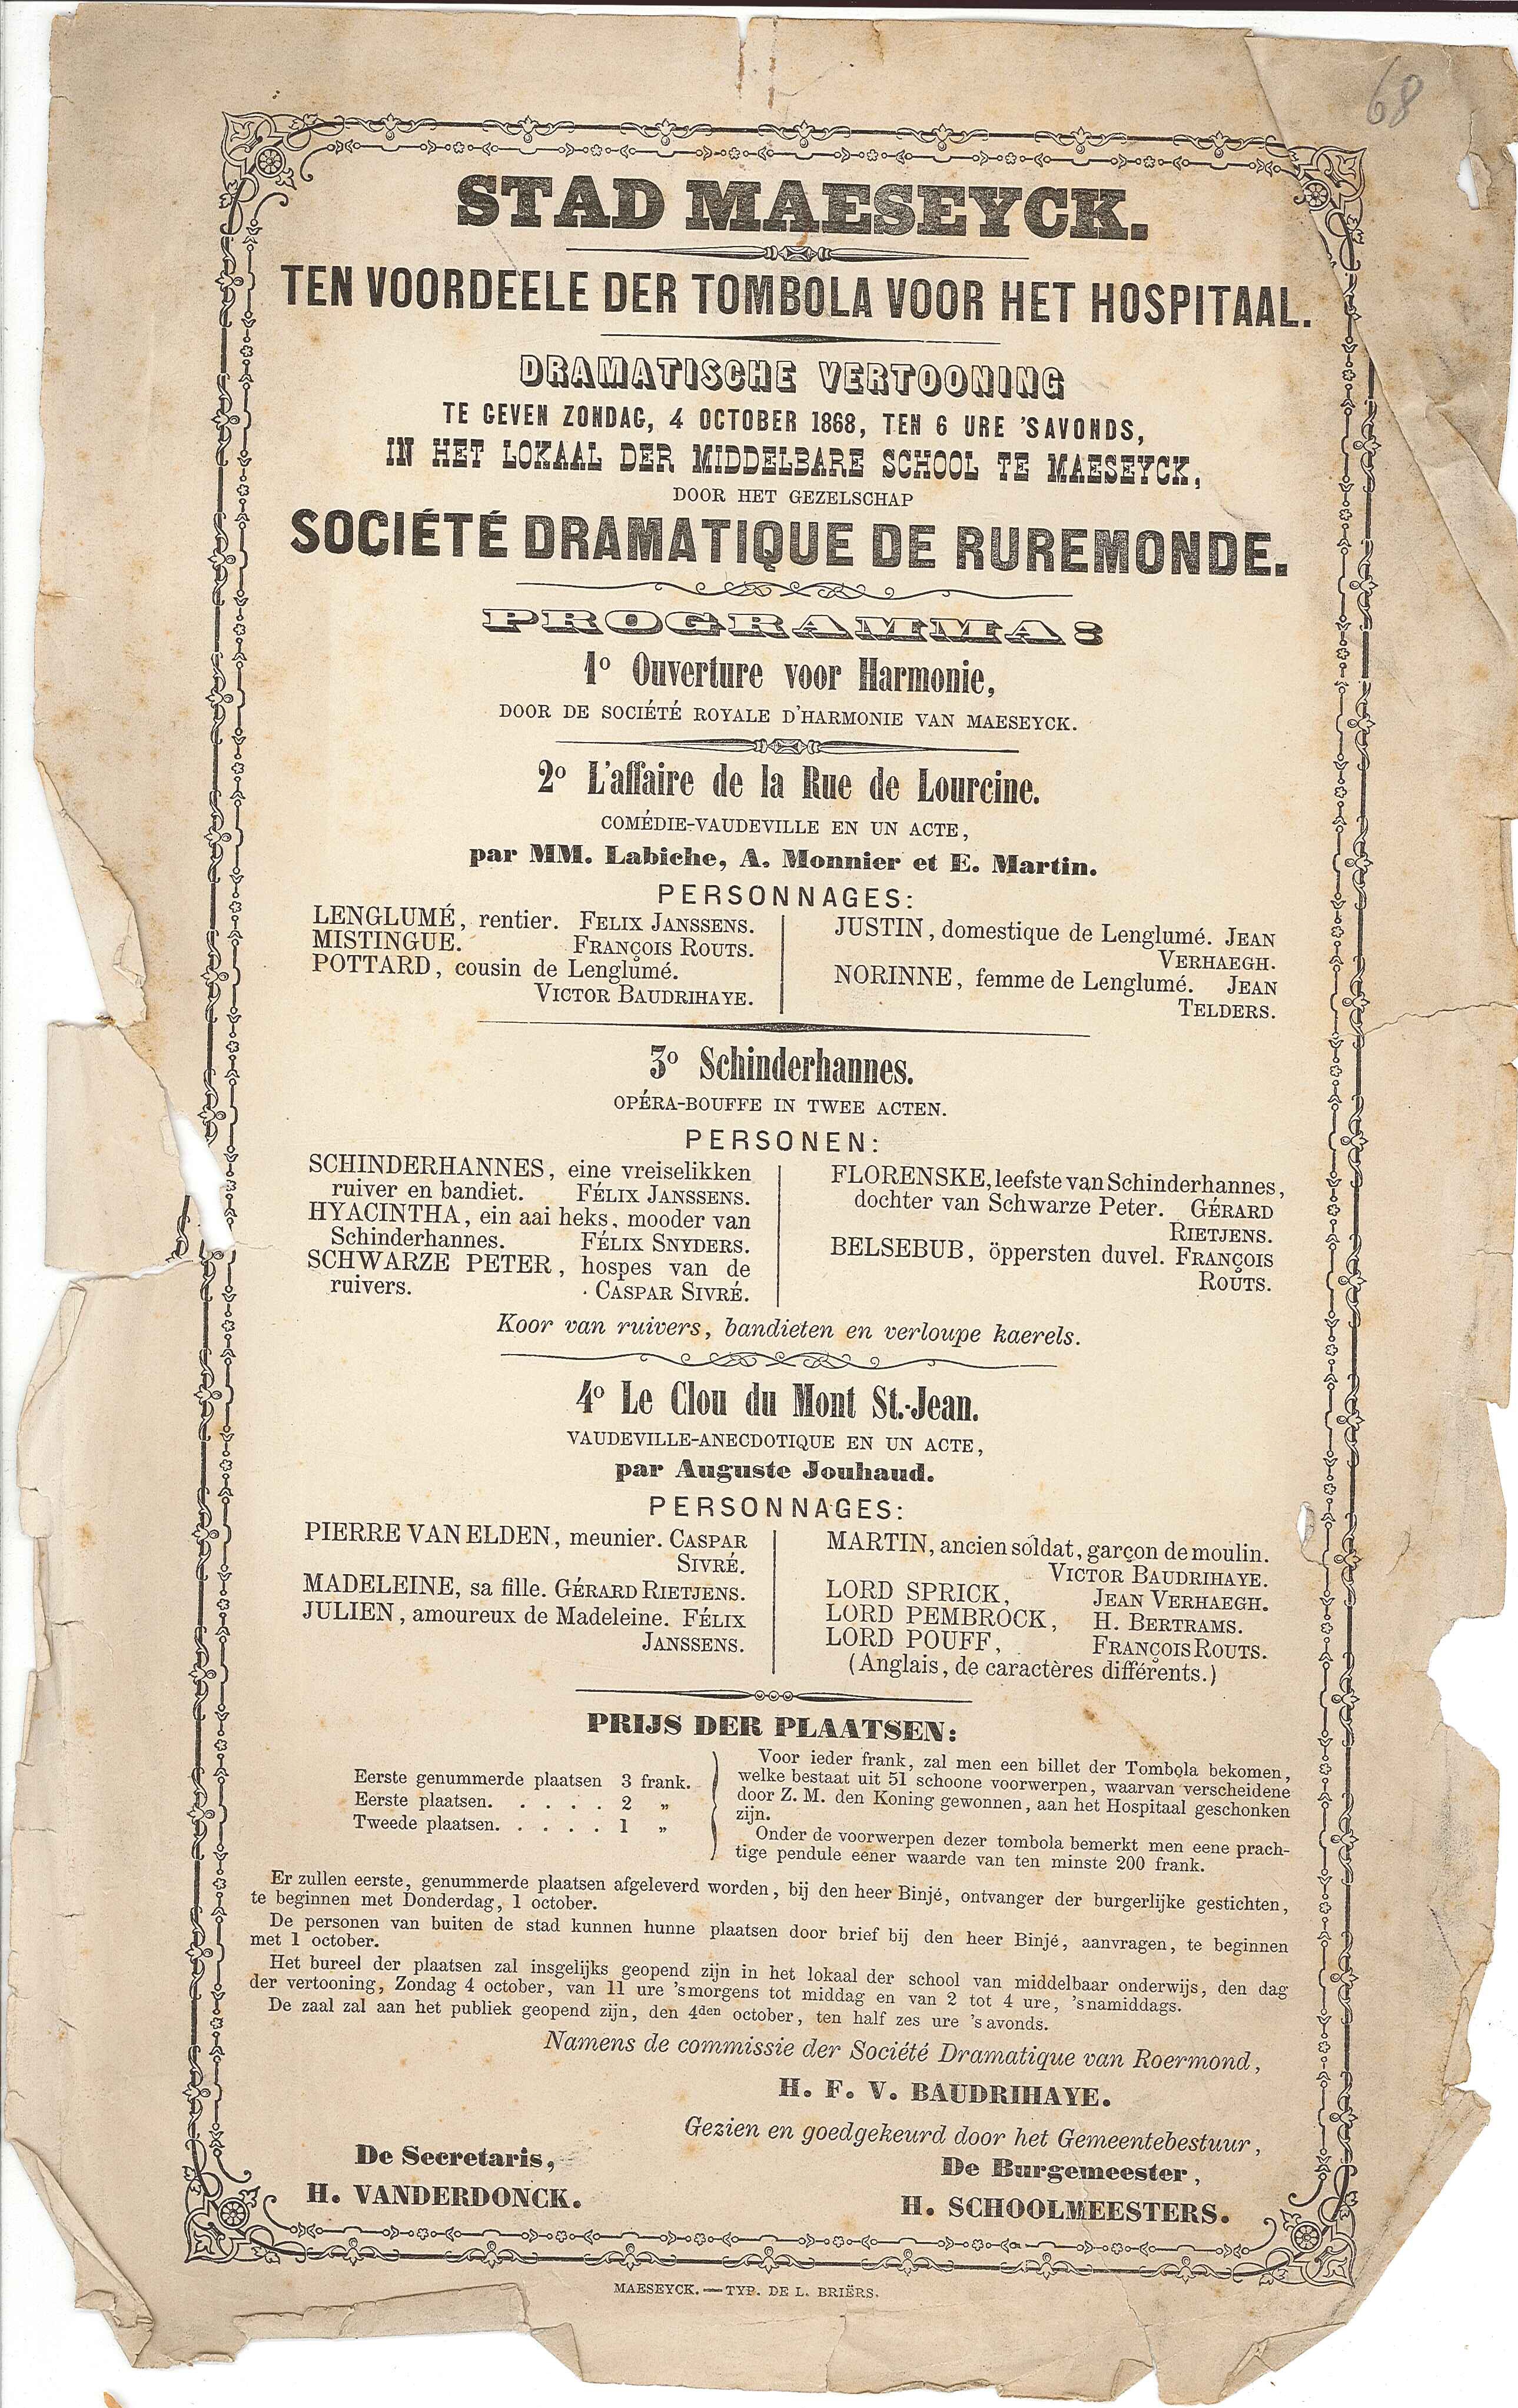 68
STAD MAESEYCK.
TEN VOORDEELE DER TOMBOLA VOOR HET HOSPITAAL.
DRAMATISCHE VERTOONING
TE GEVEN ZONDAG, 4 OCTOBER 1868, TEN 6 URE 'SAVONDS,
IN HET LOKAAL DER MIDDELBARE SCHOOL TE MAESEYCK,
DOOR HET GEZELSCHAP
SOCIÉTÉ DRAMATIQUE DE RUREMONDE.
PROGRAMMA:
1º Ouverture voor Harmonie,
DOOR DE SOCIÉTÉ ROYALE D'HARMONIE VAN MAESEYCK.
2º L'affaire de la Rue de Lourcine.
COMÉDIE-VAUDEVILLE EN UN ACTE,
par MM. Labiche, A. Monnier et E. Martin.
PERSONNAGES:
LENGLUMÉ, rentier. FELIX JANSSENS.
MISTINGUE. FRANÇOIS ROUTS.
POTTARD, cousin de Lenglumé.
VICTOR BAUDRIHAYE.
JUSTIN, domestique de Lenglumé. JEAN
VERHAEGH.
NORINNE, femme de Lenglumé. JEAN
TELDERS.
3º Schinderhannes.
OPÉRA-BOUFFE IN TWEE ACTEN.
PERSONEN:
SCHINDERHANNES, eine vreiselikken
ruiver en bandiet. FÉLIX JANSSENS.
HYACINTHA, ein aai heks, mooder van
Schinderhannes. FÉLIX SNYDERS.
SCHWARZE PETER, hospes van de
ruivers. CASPAR SIVRÉ.
FLORENSKE, leefste van Schinderhannes,
dochter van Schwarze Peter. GÉRARD
RIETJENS.
BELSEBUB, öppersten duvel. FRANÇOIS
ROUTS.
Koor van ruivers, bandieten en verloupe kaerels.
4º Le Clou du Mont St.-Jean.
VAUDEVILLE-ANECDOTIQUE EN UN ACTE,
par Auguste Jouhaud.
PERSONNAGES:
PIERRE VAN ELDEN, meunier. CASPAR
SIVRÉ.
MADELEINE, sa fille. GÉRARD RIETJENS.
JULIEN, amoureux de Madeleine. FÉLIX
JANSSENS.
MARTIN, ancien soldat, garçon de moulin.
VICTOR BAUDRIHAYE.
LORD SPRICK, JEAN VERHAEGH.
LORD PEMBROCK, H. BERTRAMS.
LORD POUFF, FRANÇOIS ROUTS.
(Anglais, de caractères différents.)
PRIJS DER PLAATSEN:
Eerste genummerde plaatsen 3 frank.
Eerste plaatsen. . . . . 2 „
Tweede plaatsen. . . . . 1 „
Voor ieder frank, zal men een billet der Tombola bekomen,
welke bestaat uit 51 schoone voorwerpen, waarvan verscheidene
door Z. M. den Koning gewonnen, aan het Hospitaal geschonken
zijn.
Onder de voorwerpen dezer tombola bemerkt men eene prach-
tige pendule eener waarde van ten minste 200 frank.
Er zullen eerste, genummerde plaatsen afgeleverd worden, bij den heer Binjé, ontvanger der burgerlijke gestichten,
te beginnen met Donderdag, 1 october.
De personen van buiten de stad kunnen hunne plaatsen door brief bij den heer Binjé, aanvragen, te beginnen
met 1 october.
Het bureel der plaatsen zal insgelijks geopend zijn in het lokaal der school van middelbaar onderwijs, den dag
der vertooning, Zondag 4 october, van 11 ure 'smorgens tot middag en van 2 tot 4 ure, 'snamiddags.
De zaal zal aan het publiek geopend zijn, den 4den october, ten half zes ure 's avonds.
Namens de commissie der Société Dramatique van Roermond,
H. F. V. BAUDRIHAYE.
Gezien en goedgekeurd door het Gemeentebestuur,
De Secretaris,
H. VANDERDONCK.
De Burgemeester,
H. SCHOOLMEESTERS.
MAESEYCK. — TYP. DE L. BRIËRS.